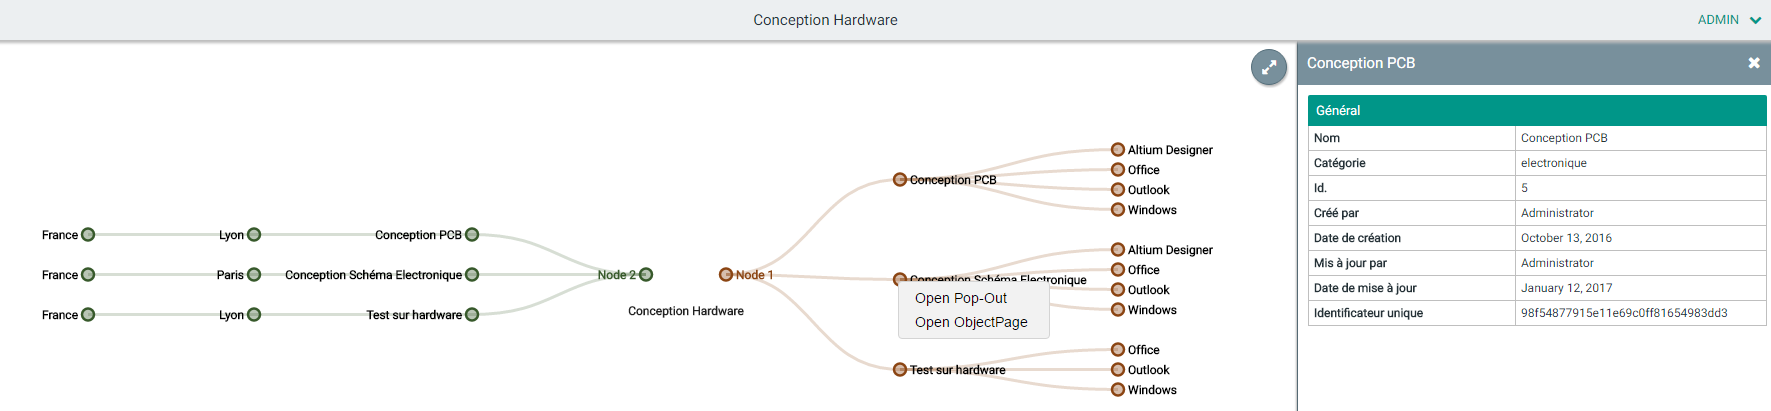 Conception Hardware
ADMIN
Conception PCB
Général
Nom Conception PCB
Catégorie electronique
Id. 5
Créé par Administrator
Date de création October 13, 2016
Mis à jour par Administrator
Date de mise à jour January 12, 2017
Identificateur unique 98f54877915e11e69c0ff81654983dd3
France Lyon Conception PCB
France Paris Conception Schéma Electronique
France Lyon Test sur hardware
Node 2
Node 1
Conception Hardware
Conception PCB
Altium Designer
Office
Outlook
Windows
Conception Schéma Electronique
Altium Designer
Office
Outlook
Windows
Open Pop-Out
Open ObjectPage
Test sur hardware
Office
Outlook
Windows